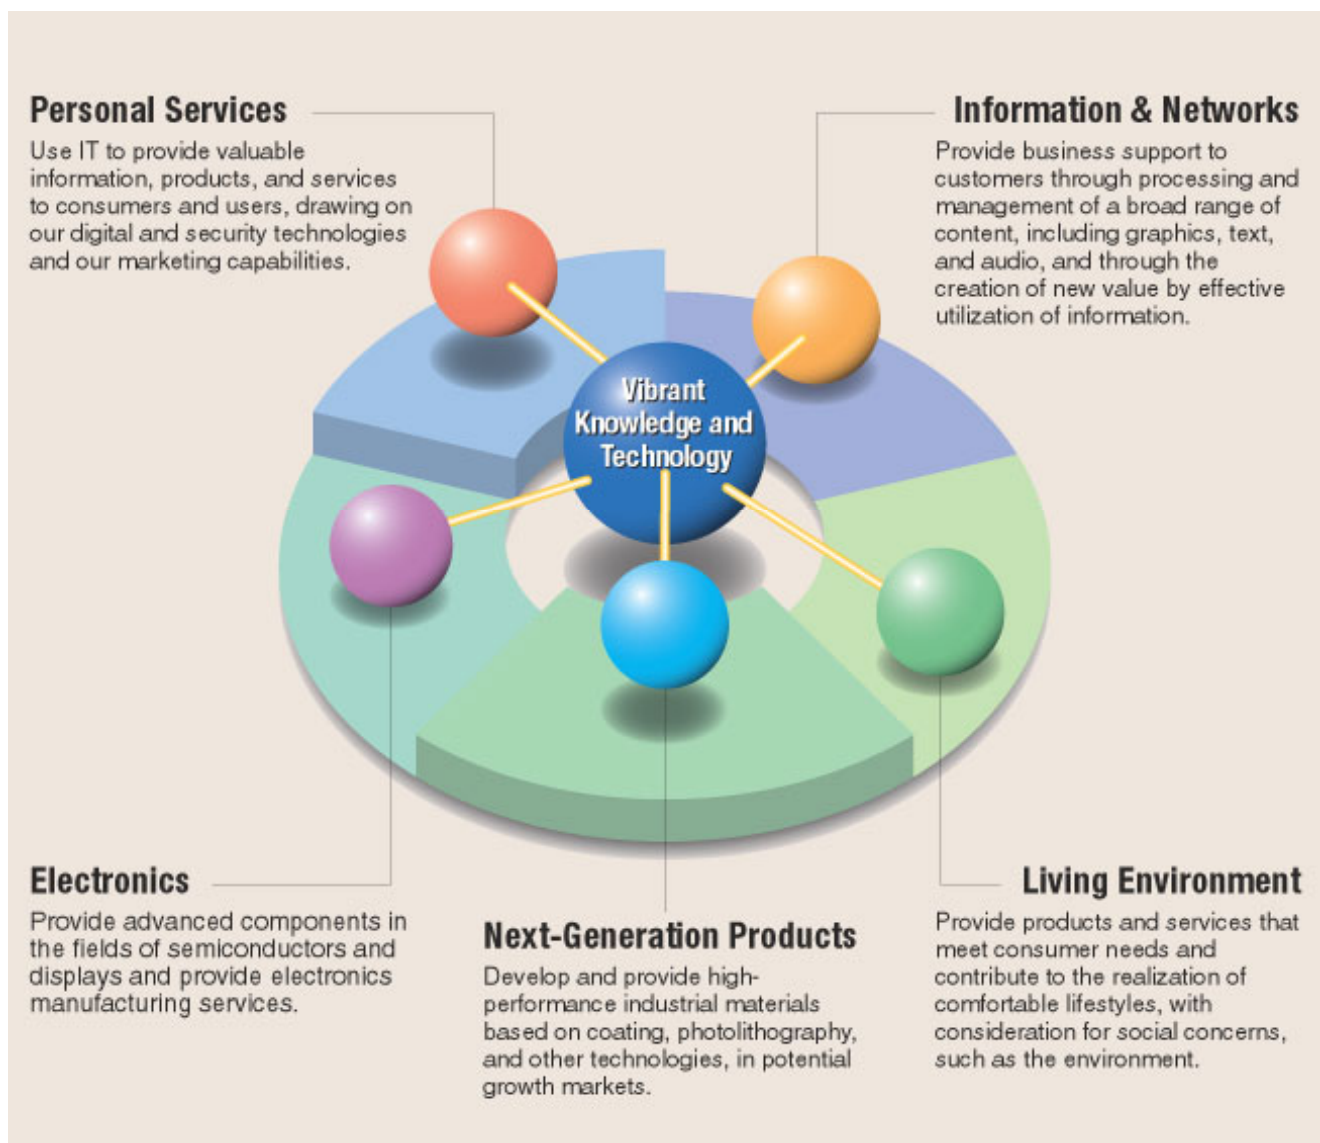 Personal Services
Use IT to provide valuable
information, products, and services
to consumers and users, drawing on
our digital and security technologies
and our marketing capabilities.
Information & Networks
Provide business support to
customers through processing and
management of a broad range of
content, including graphics, text,
and audio, and through the
creation of new value by effective
utilization of information.
Vibrant
Knowledge and
Technology
Electronics
Provide advanced components in
the fields of semiconductors and
displays and provide electronics
manufacturing services.
Next-Generation Products
Develop and provide high-
performance industrial materials
based on coating, photolithography,
and other technologies, in potential
growth markets.
Living Environment
Provide products and services that
meet consumer needs and
contribute to the realization of
comfortable lifestyles, with
consideration for social concerns,
such as the environment.